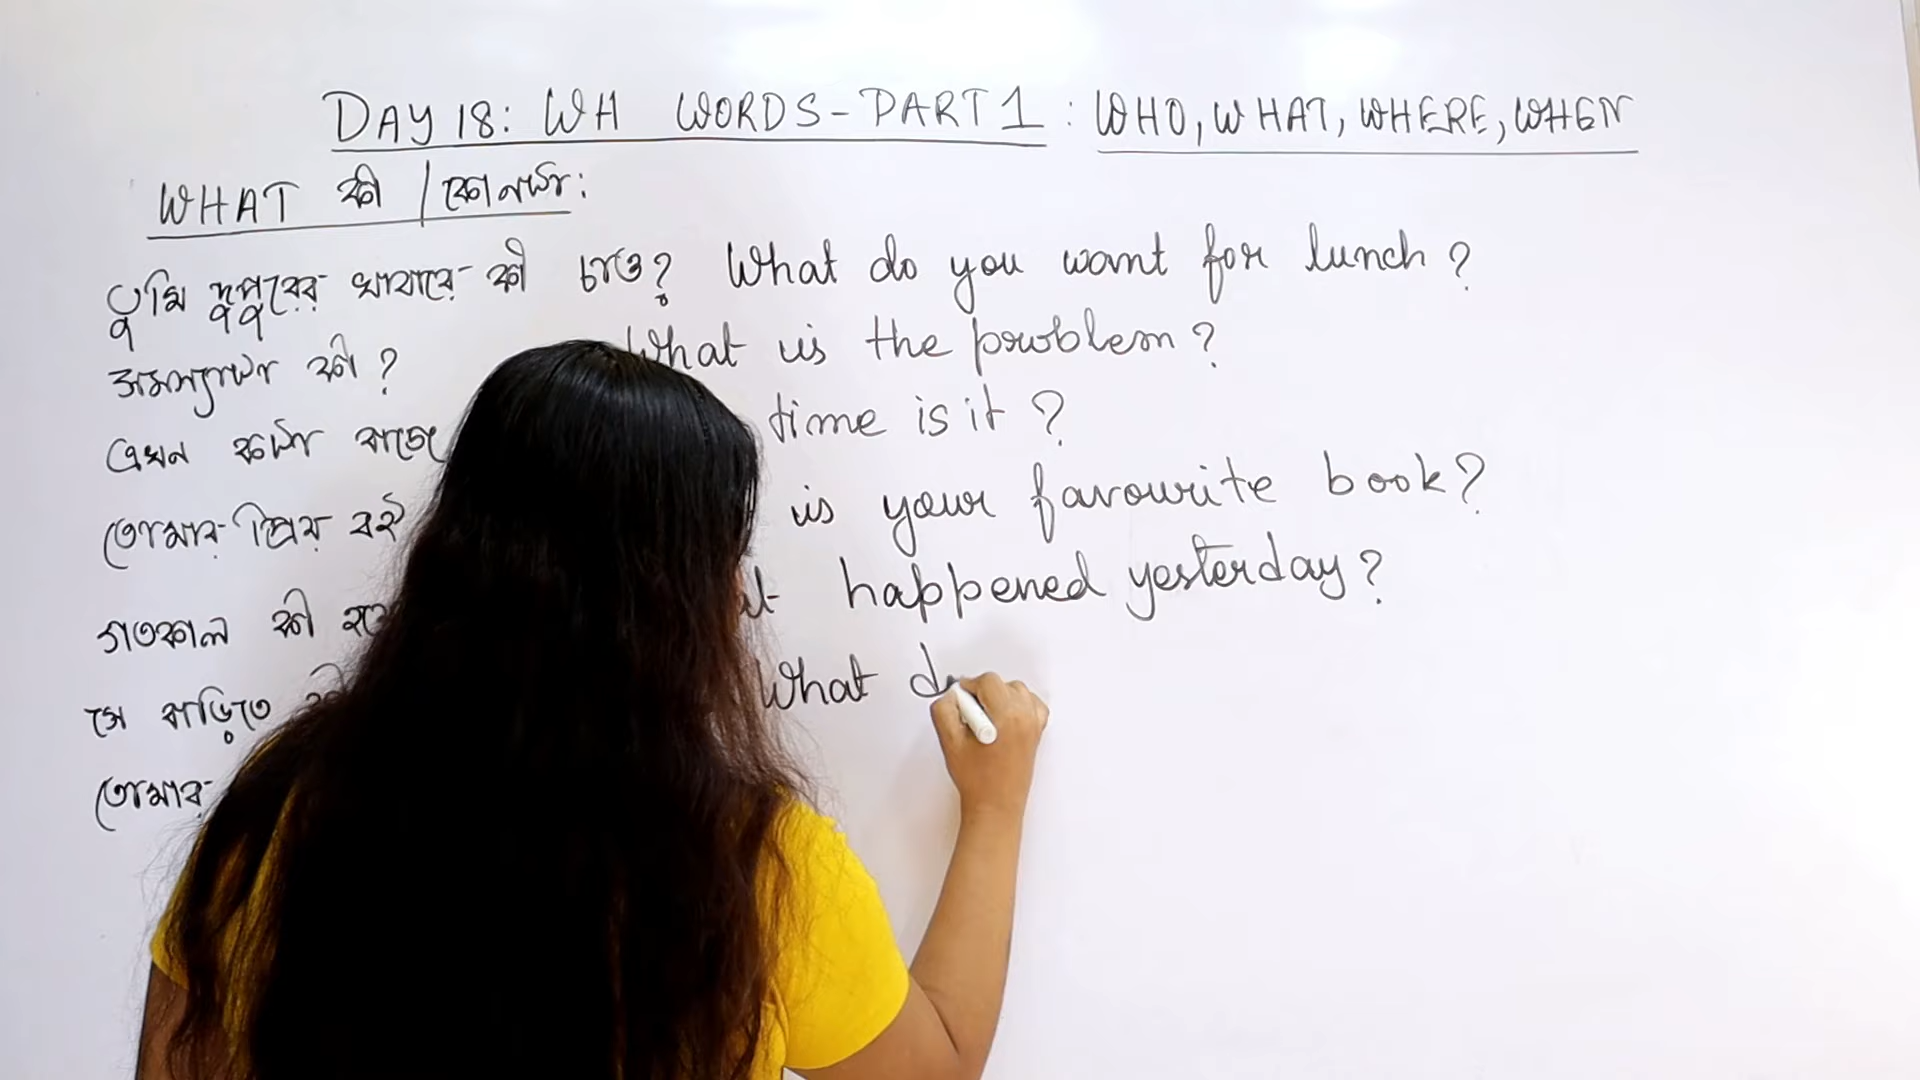 DAY 18: WH WORDS - PART 1 : WHO, WHAT, WHERE, WHEN
WHAT কী / কোনটা:
তুমি দুপুরের খাবারে কী চাও? What do you want for lunch?
সমস্যাটা কী? What is the problem?
এখন কটা বাজে time is it?
তোমার প্রিয় বই is your favourite book?
গতকাল কী happened yesterday?
সে বাড়িতে What
তোমার